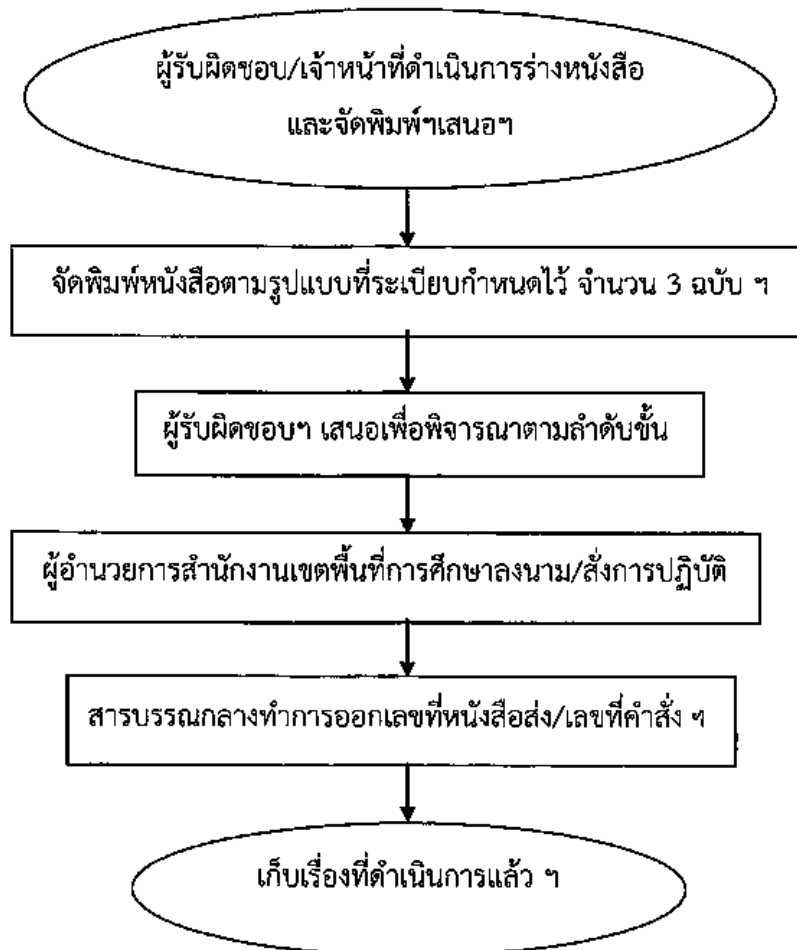 ผู้รับผิดชอบ/เจ้าหน้าที่ดำเนินการร่างหนังสือ
และจัดพิมพ์ฯเสนอฯ
จัดพิมพ์หนังสือตามรูปแบบที่ระเบียบกำหนดไว้ จำนวน 3 ฉบับ ฯ
ผู้รับผิดชอบฯ เสนอเพื่อพิจารณาตามลำดับขั้น
ผู้อำนวยการสำนักงานเขตพื้นที่การศึกษาลงนาม/สั่งการปฏิบัติ
สารบรรณกลางทำการออกเลขที่หนังสือส่ง/เลขที่คำสั่ง ฯ
เก็บเรื่องที่ดำเนินการแล้ว ฯ